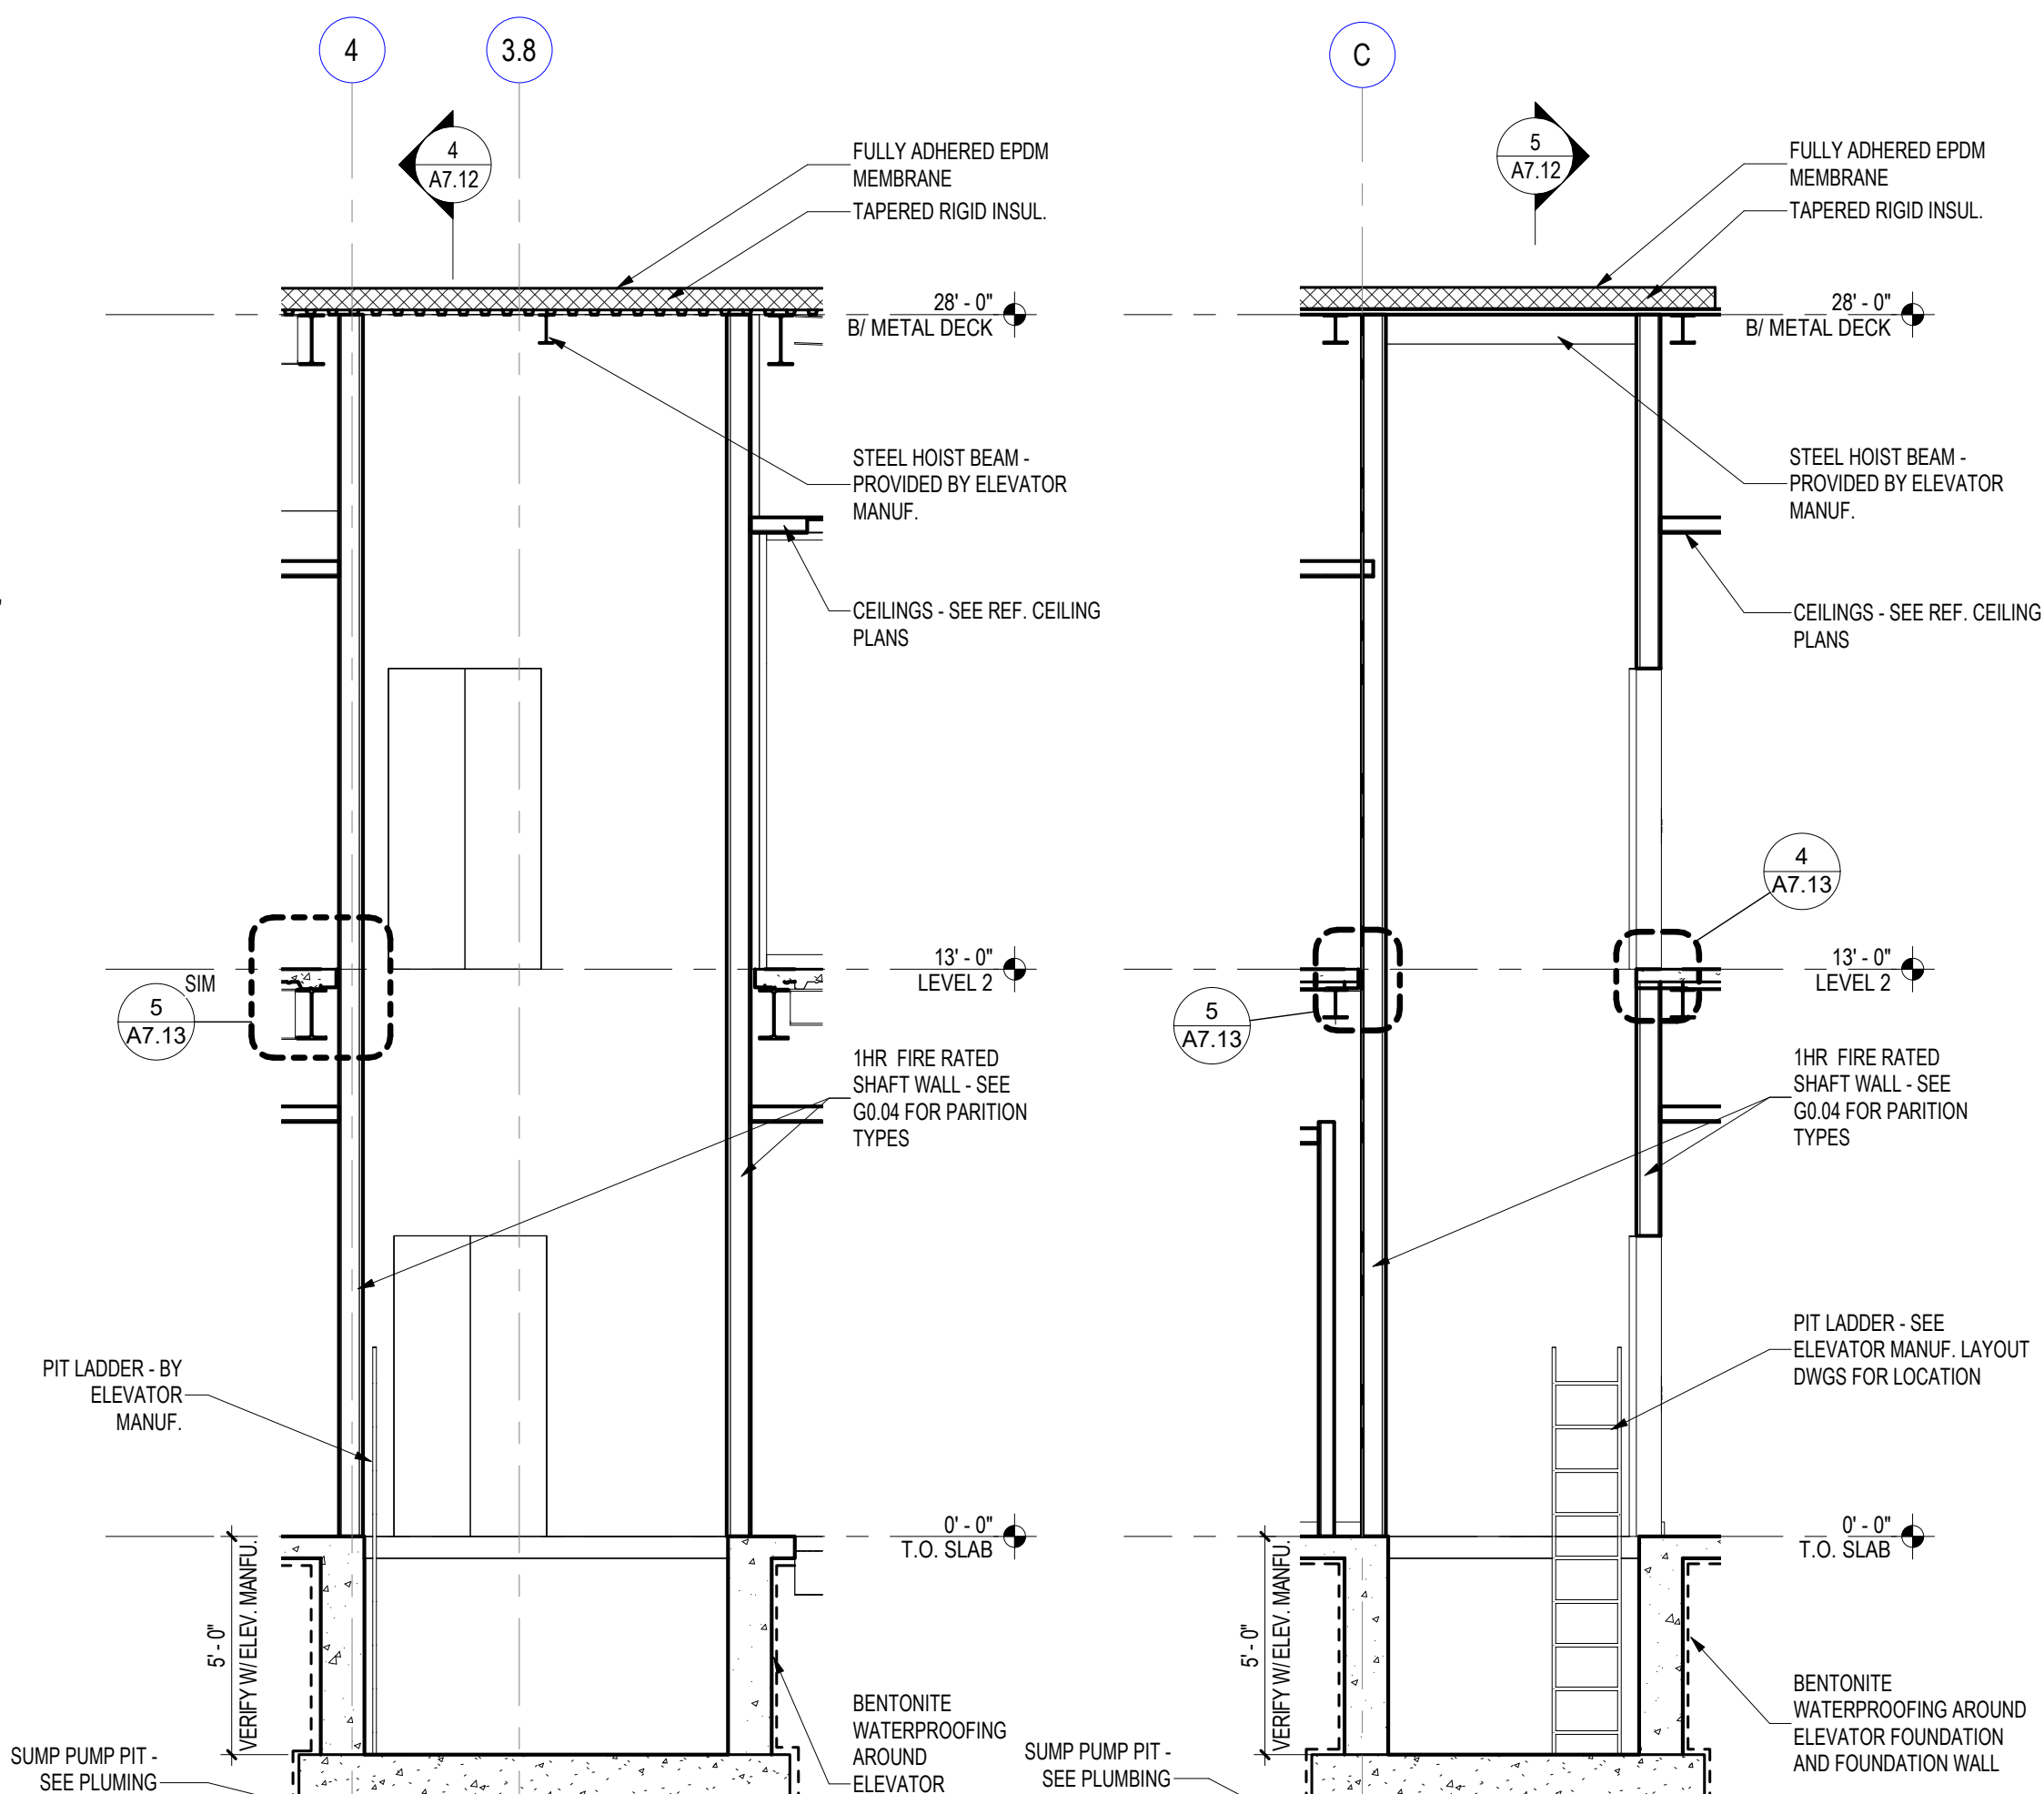 4
3.8
4
A7.12
FULLY ADHERED EPDM
MEMBRANE
TAPERED RIGID INSUL.
28' - 0"
B/ METAL DECK
STEEL HOIST BEAM -
PROVIDED BY ELEVATOR
MANUF.
CEILINGS - SEE REF. CEILING
PLANS
13' - 0"
LEVEL 2
SIM
5
A7.13
1HR  FIRE RATED
SHAFT WALL - SEE
G0.04 FOR PARITION
TYPES
PIT LADDER - BY
ELEVATOR
MANUF.
0' - 0"
T.O. SLAB
5' - 0"
VERIFY W/ ELEV. MANFU.
BENTONITE
WATERPROOFING
AROUND
ELEVATOR
SUMP PUMP PIT -
SEE PLUMING
C
5
A7.12
FULLY ADHERED EPDM
MEMBRANE
TAPERED RIGID INSUL.
28' - 0"
B/ METAL DECK
STEEL HOIST BEAM -
PROVIDED BY ELEVATOR
MANUF.
CEILINGS - SEE REF. CEILING
PLANS
4
A7.13
13' - 0"
LEVEL 2
5
A7.13
1HR  FIRE RATED
SHAFT WALL - SEE
G0.04 FOR PARITION
TYPES
PIT LADDER - SEE
ELEVATOR MANUF. LAYOUT
DWGS FOR LOCATION
0' - 0"
T.O. SLAB
5' - 0"
VERIFY W/ ELEV. MANFU.
BENTONITE
WATERPROOFING AROUND
ELEVATOR FOUNDATION
AND FOUNDATION WALL
SUMP PUMP PIT -
SEE PLUMBING